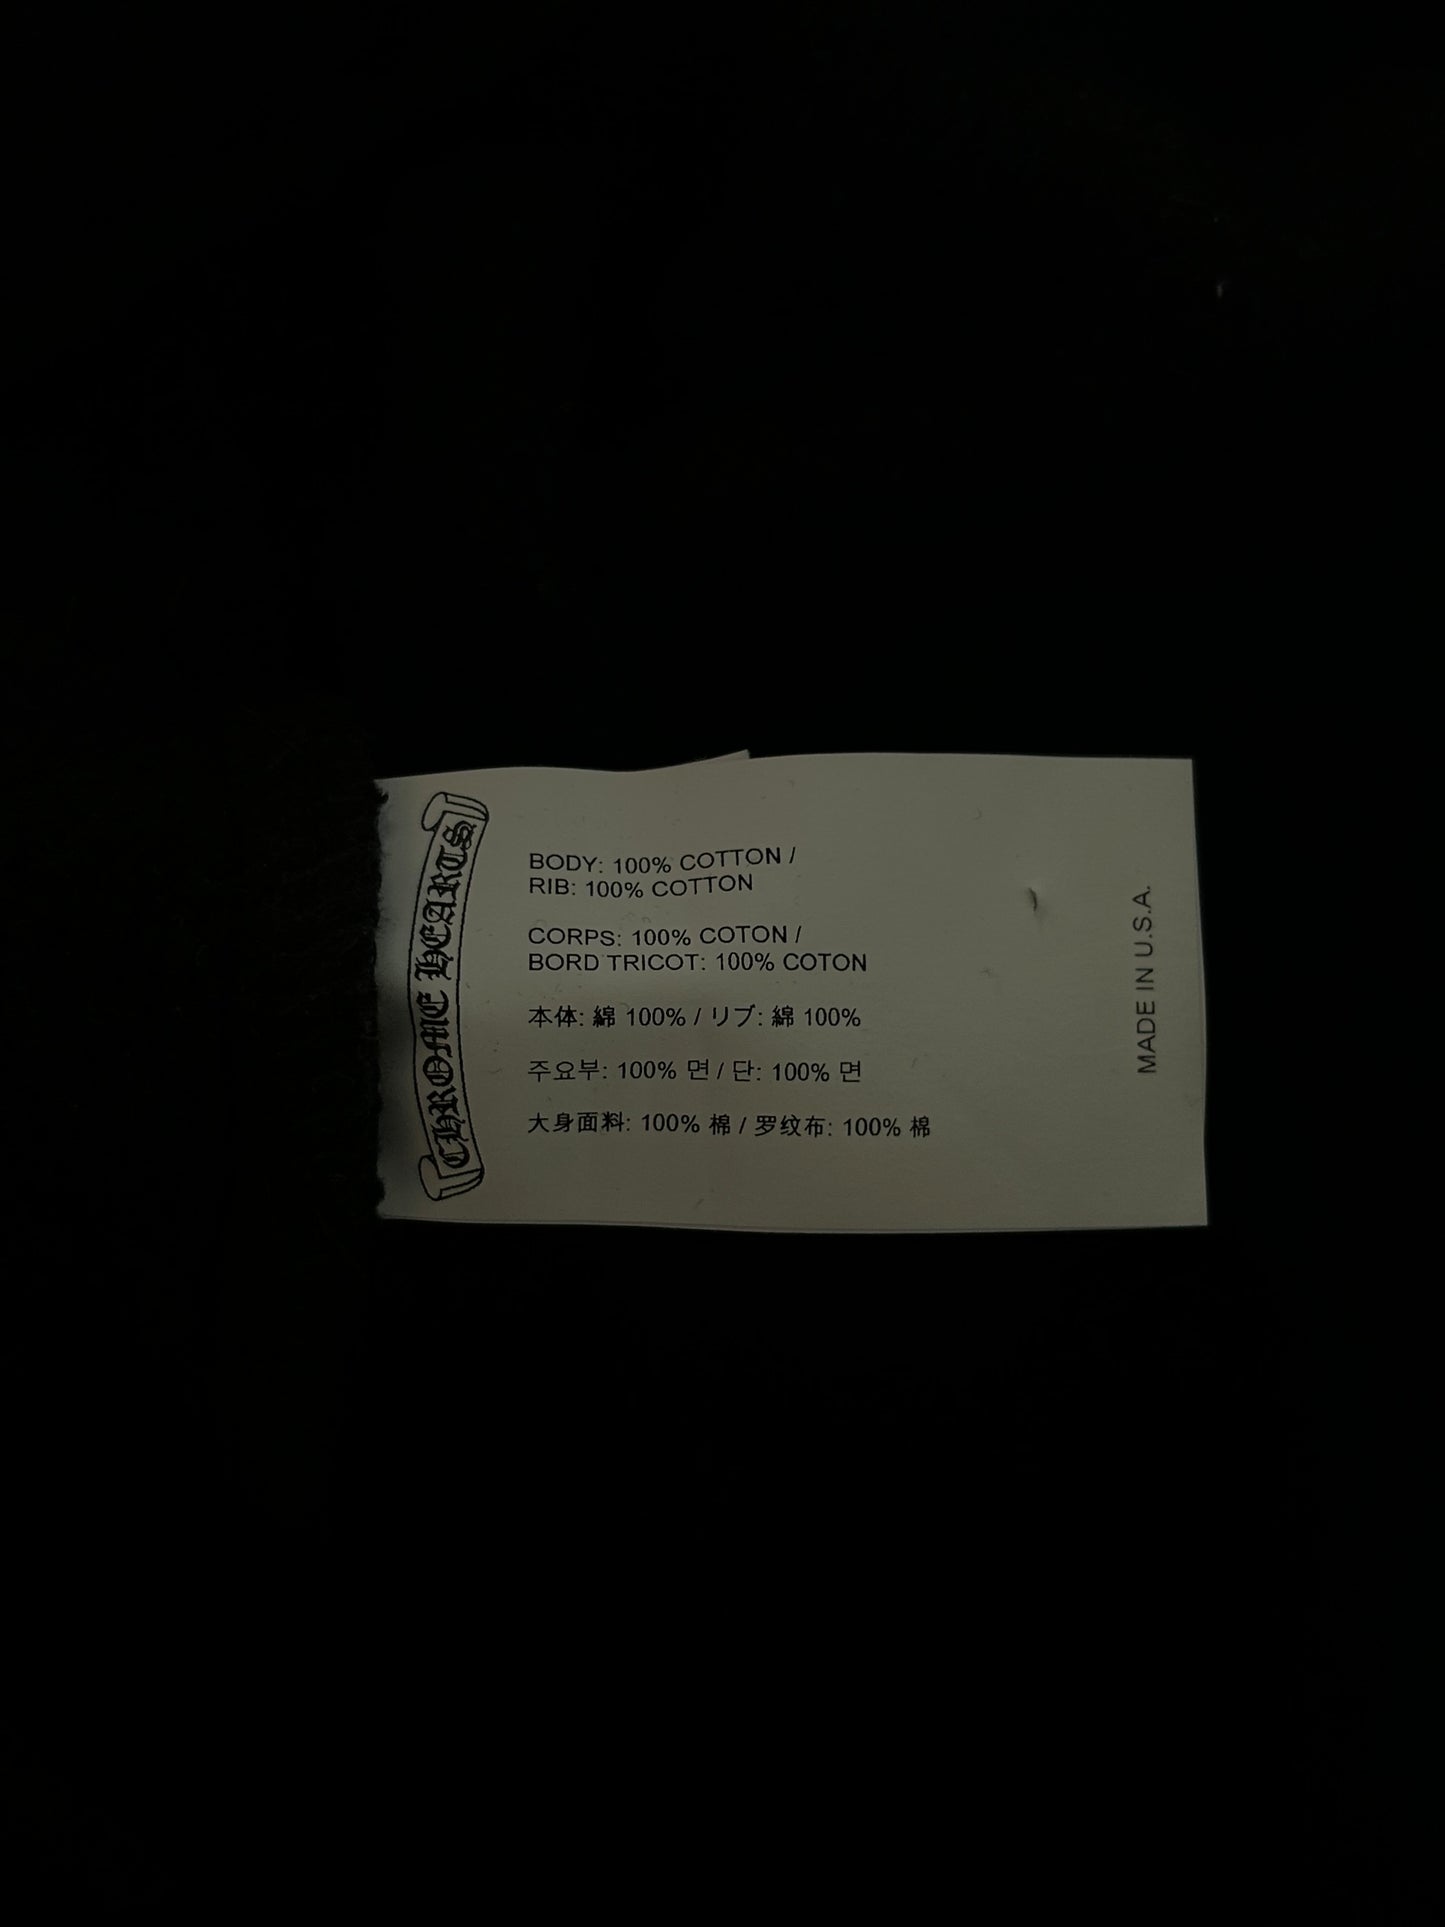 CHROME HEARTS
BODY: 100% COTTON /
RIB: 100% COTTON
CORPS: 100% COTON /
BORD TRICOT: 100% COTON
本体: 綿 100% / リブ: 綿 100%
주요부: 100% 면 / 단: 100% 면
大身面料: 100% 棉 / 罗纹布: 100% 棉
MADE IN U.S.A.